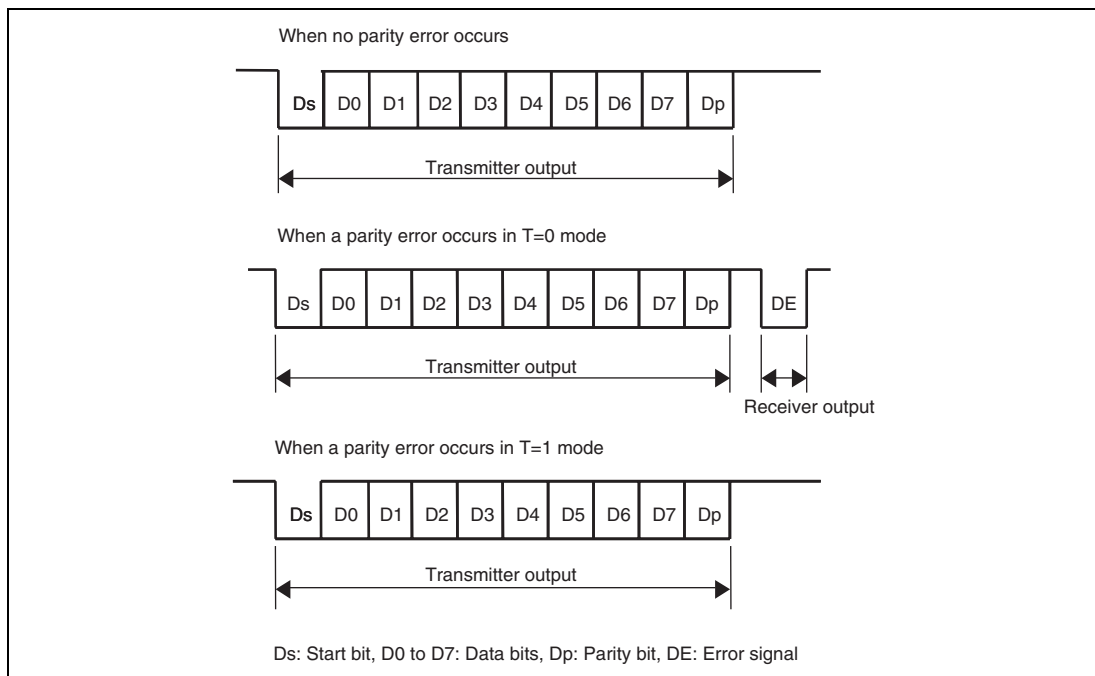 When no parity error occurs
Ds D0 D1 D2 D3 D4 D5 D6 D7 Dp
Transmitter output
When a parity error occurs in T=0 mode
Ds D0 D1 D2 D3 D4 D5 D6 D7 Dp DE
Transmitter output
Receiver output
When a parity error occurs in T=1 mode
Ds D0 D1 D2 D3 D4 D5 D6 D7 Dp
Transmitter output
Ds: Start bit, D0 to D7: Data bits, Dp: Parity bit, DE: Error signal